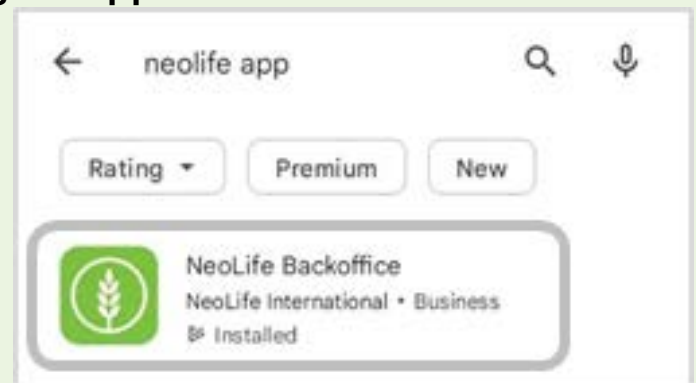 neolife app
Rating Premium New
NeoLife Backoffice
NeoLife International • Business
Installed